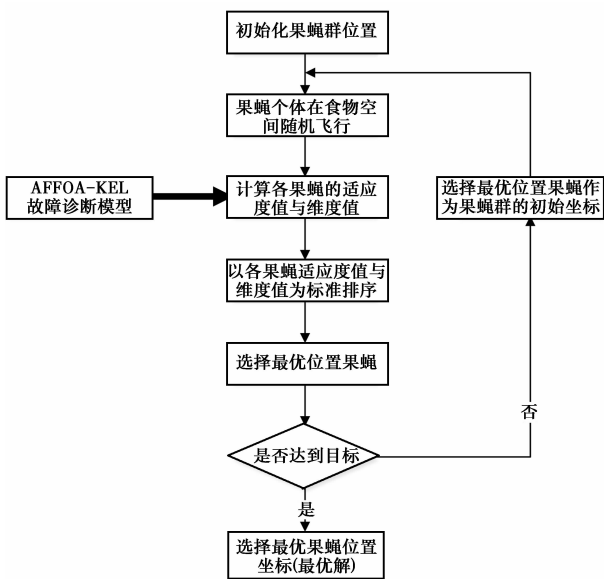 初始化果蝇群位置
果蝇个体在食物空
间随机飞行
AFFOA-KEL
故障诊断模型
计算各果蝇的适应
度值与维度值
选择最优位置果蝇作
为果蝇群的初始坐标
以各果蝇适应度值与
维度值为标准排序
选择最优位置果蝇
否
是否达到目标
是
选择最优果蝇位置
坐标(最优解)